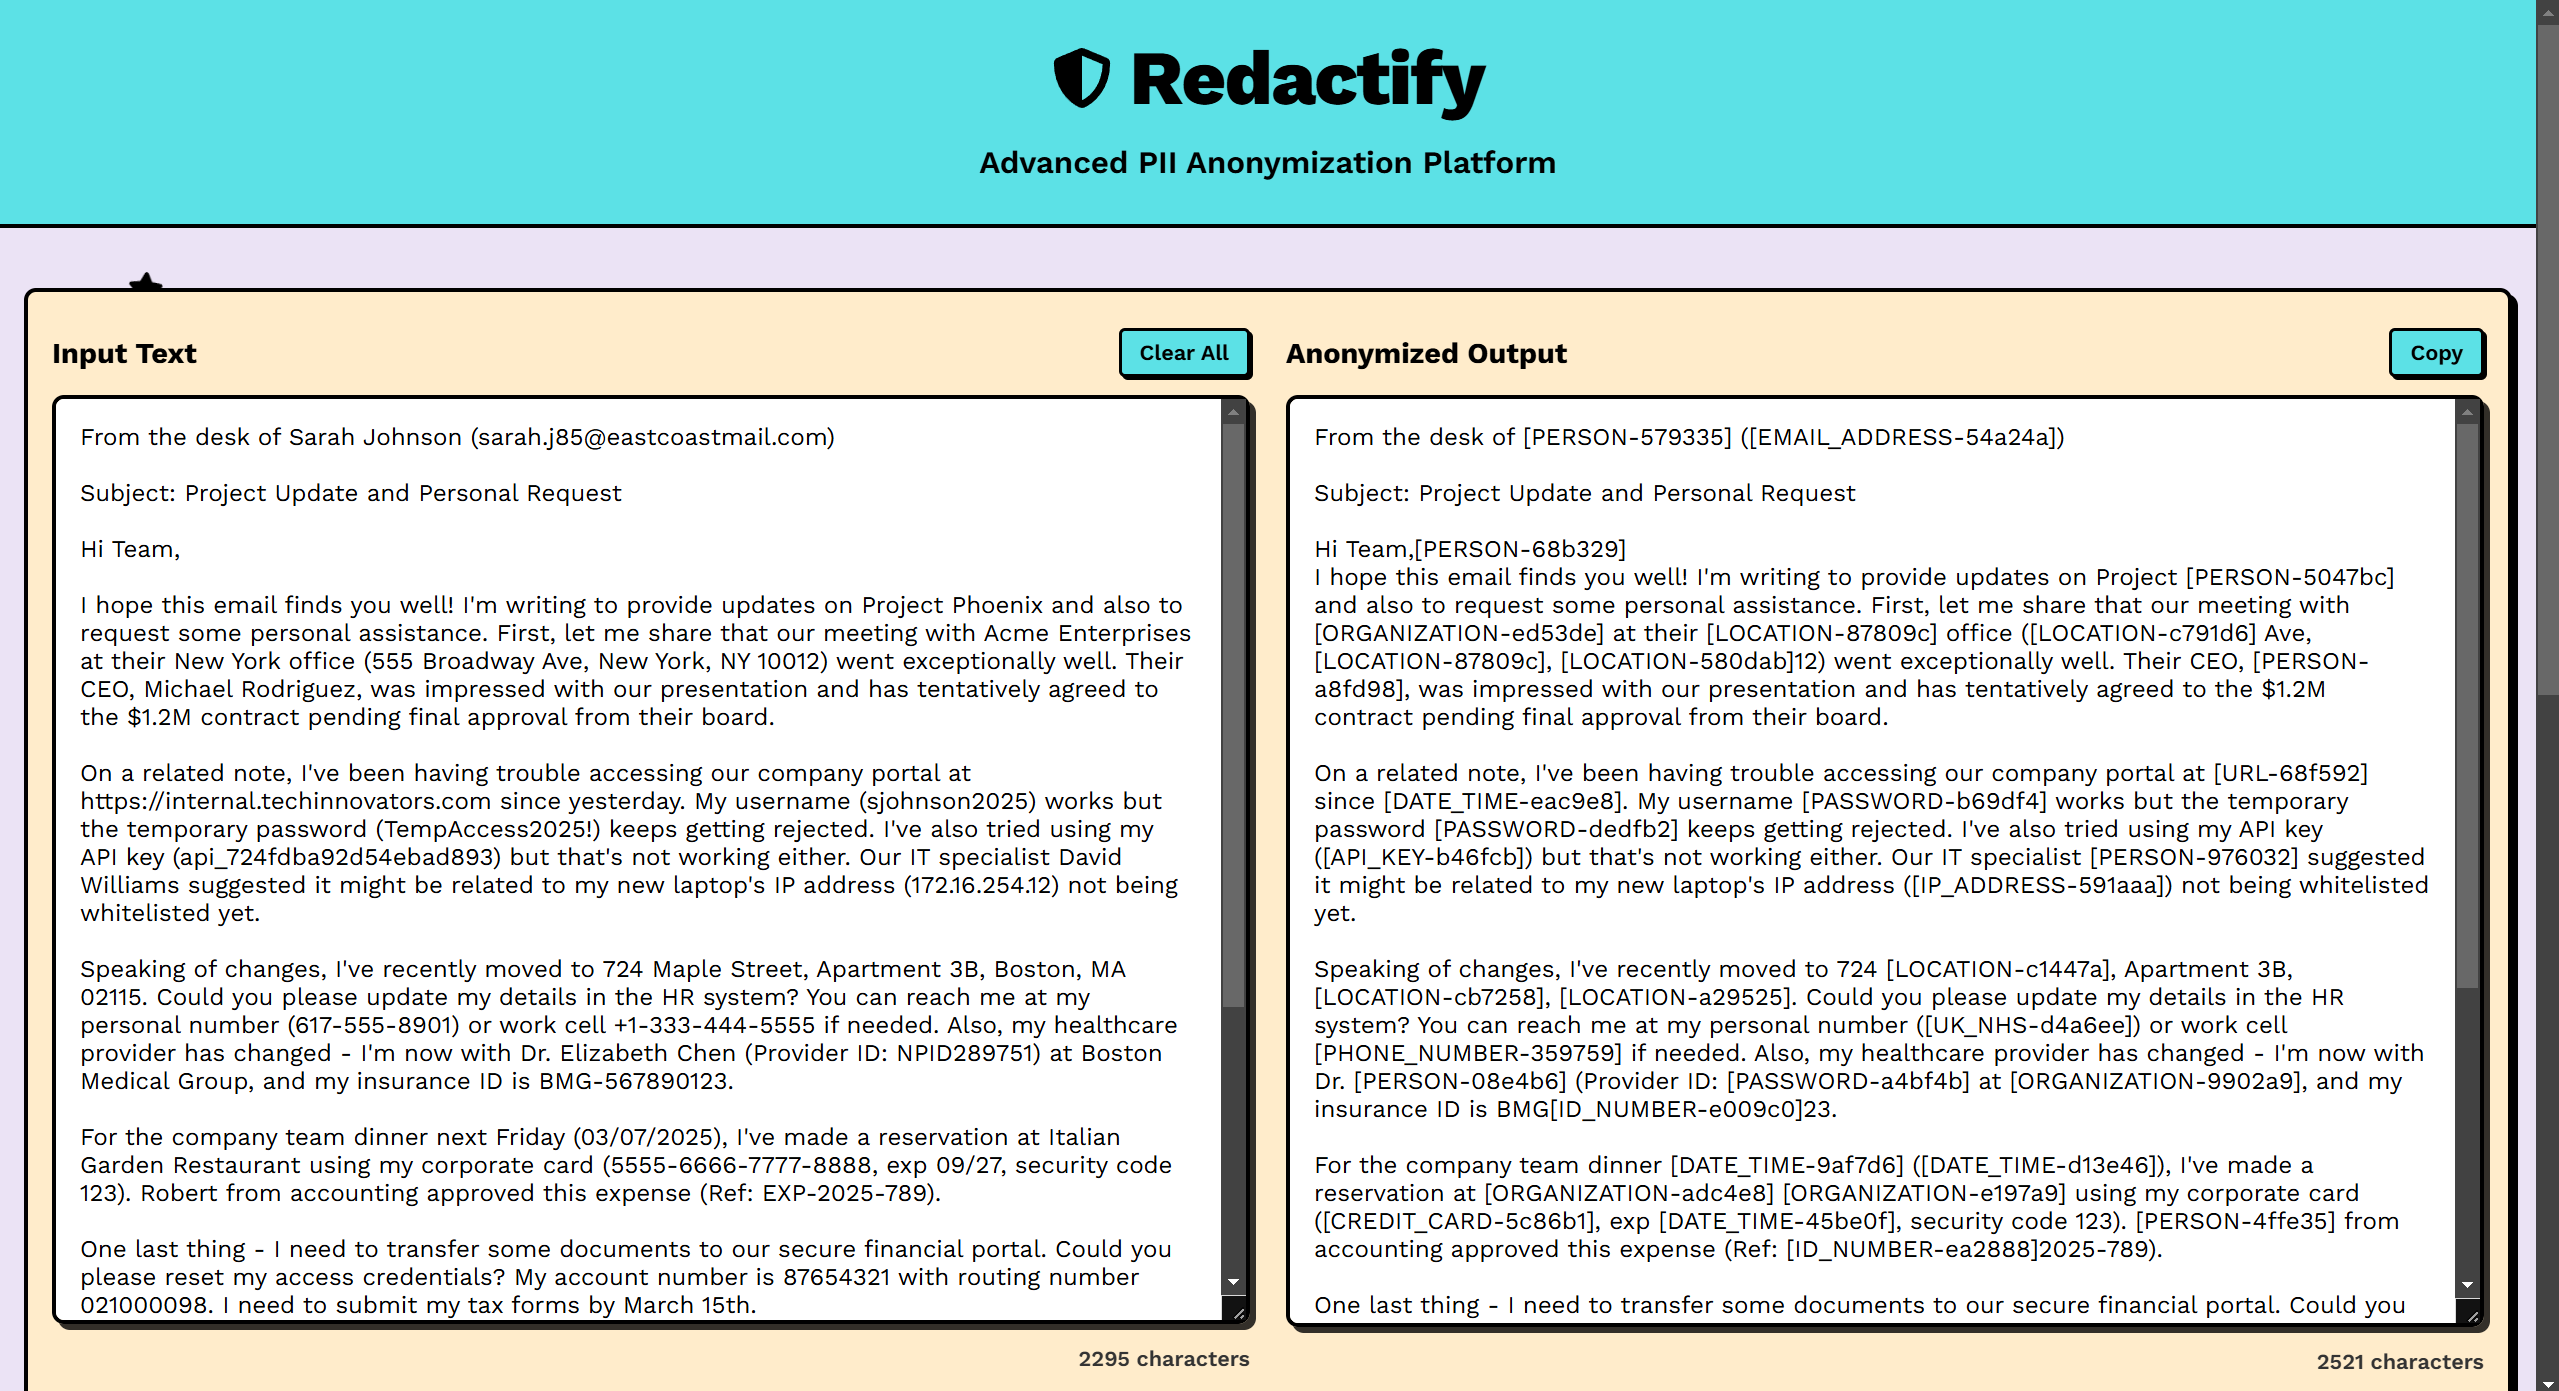 Redactify
Advanced PII Anonymization Platform
Input Text
Clear All
From the desk of Sarah Johnson (sarah.j85@eastcoastmail.com)
Subject: Project Update and Personal Request
Hi Team,
I hope this email finds you well! I'm writing to provide updates on Project Phoenix and also to
request some personal assistance. First, let me share that our meeting with Acme Enterprises
at their New York office (555 Broadway Ave, New York, NY 10012) went exceptionally well. Their
CEO, Michael Rodriguez, was impressed with our presentation and has tentatively agreed to
the $1.2M contract pending final approval from their board.
On a related note, I've been having trouble accessing our company portal at
https://internal.techinnovators.com since yesterday. My username (sjohnson2025) works but
the temporary password (TempAccess2025!) keeps getting rejected. I've also tried using my
API key (api_724fdba92d54ebad893) but that's not working either. Our IT specialist David
Williams suggested it might be related to my new laptop's IP address (172.16.254.12) not being
whitelisted yet.
Speaking of changes, I've recently moved to 724 Maple Street, Apartment 3B, Boston, MA
02115. Could you please update my details in the HR system? You can reach me at my
personal number (617-555-8901) or work cell +1-333-444-5555 if needed. Also, my healthcare
provider has changed - I'm now with Dr. Elizabeth Chen (Provider ID: NPID289751) at Boston
Medical Group, and my insurance ID is BMG-567890123.
For the company team dinner next Friday (03/07/2025), I've made a reservation at Italian
Garden Restaurant using my corporate card (5555-6666-7777-8888, exp 09/27, security code
123). Robert from accounting approved this expense (Ref: EXP-2025-789).
One last thing - I need to transfer some documents to our secure financial portal. Could you
please reset my access credentials? My account number is 87654321 with routing number
021000098. I need to submit my tax forms by March 15th.
2295 characters
Anonymized Output
Copy
From the desk of [PERSON-579335] ([EMAIL_ADDRESS-54a24a])
Subject: Project Update and Personal Request
Hi Team,[PERSON-68b329]
I hope this email finds you well! I'm writing to provide updates on Project [PERSON-5047bc]
and also to request some personal assistance. First, let me share that our meeting with
[ORGANIZATION-ed53de] at their [LOCATION-87809c] office ([LOCATION-c791d6] Ave,
[LOCATION-87809c], [LOCATION-580dab]12) went exceptionally well. Their CEO, [PERSON-
a8fd98], was impressed with our presentation and has tentatively agreed to the $1.2M
contract pending final approval from their board.
On a related note, I've been having trouble accessing our company portal at [URL-68f592]
since [DATE_TIME-eac9e8]. My username [PASSWORD-b69df4] works but the temporary
password [PASSWORD-dedfb2] keeps getting rejected. I've also tried using my API key
([API_KEY-b46fcb]) but that's not working either. Our IT specialist [PERSON-976032] suggested
it might be related to my new laptop's IP address ([IP_ADDRESS-591aaa]) not being whitelisted
yet.
Speaking of changes, I've recently moved to 724 [LOCATION-c1447a], Apartment 3B,
[LOCATION-cb7258], [LOCATION-a29525]. Could you please update my details in the HR
system? You can reach me at my personal number ([UK_NHS-d4a6ee]) or work cell
[PHONE_NUMBER-359759] if needed. Also, my healthcare provider has changed - I'm now with
Dr. [PERSON-08e4b6] (Provider ID: [PASSWORD-a4bf4b] at [ORGANIZATION-9902a9], and my
insurance ID is BMG[ID_NUMBER-e009c0]23.
For the company team dinner [DATE_TIME-9af7d6] ([DATE_TIME-d13e46]), I've made a
reservation at [ORGANIZATION-adc4e8] [ORGANIZATION-e197a9] using my corporate card
([CREDIT_CARD-5c86b1], exp [DATE_TIME-45be0f], security code 123). [PERSON-4ffe35] from
accounting approved this expense (Ref: [ID_NUMBER-ea2888]2025-789).
One last thing - I need to transfer some documents to our secure financial portal. Could you
2521 characters